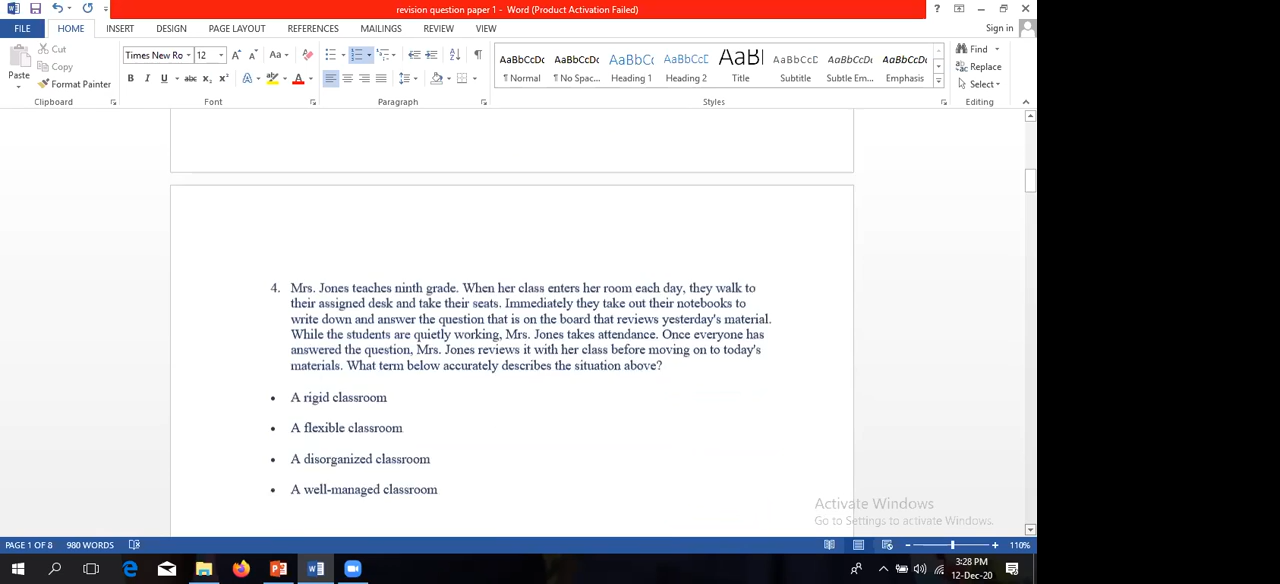 revision question paper 1 - Word (Product Activation Failed)
FILE HOME INSERT DESIGN PAGE LAYOUT REFERENCES MAILINGS REVIEW VIEW Sign in
Cut
Copy
Paste
Format Painter
Clipboard
Times New Ro 12
Font
Paragraph
AaBbCcDc AaBbCcDc AaBbCc AaBbCcC AaBl AaBbCcD AaBbCcDc AaBbCcDc
¶ Normal ¶ No Spac... Heading 1 Heading 2 Title Subtitle Subtle Em... Emphasis
Styles
Find
Replace
Select
Editing
4. Mrs. Jones teaches ninth grade. When her class enters her room each day, they walk to
their assigned desk and take their seats. Immediately they take out their notebooks to
write down and answer the question that is on the board that reviews yesterday's material.
While the students are quietly working, Mrs. Jones takes attendance. Once everyone has
answered the question, Mrs. Jones reviews it with her class before moving on to today's
materials. What term below accurately describes the situation above?
• A rigid classroom
• A flexible classroom
• A disorganized classroom
• A well-managed classroom
Activate Windows
Go to Settings to activate Windows.
PAGE 1 OF 8 980 WORDS 110%
3:28 PM
12-Dec-20